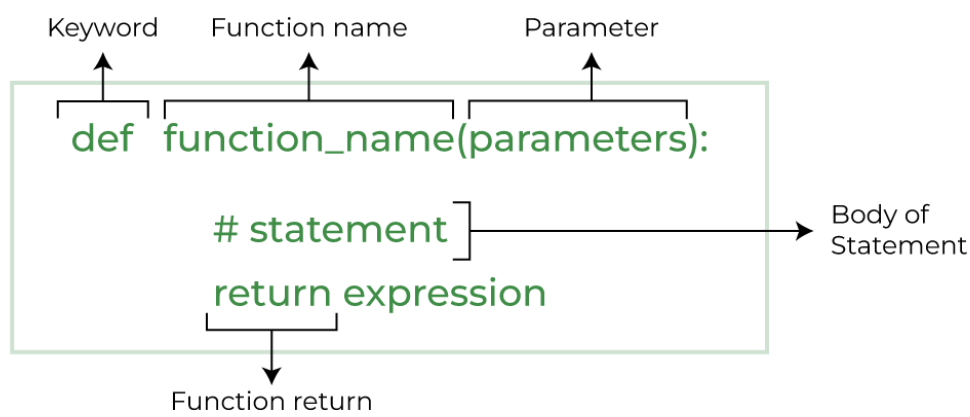 Keyword Function name Parameter
def function_name(parameters):
# statement
Body of
Statement
return expression
Function return